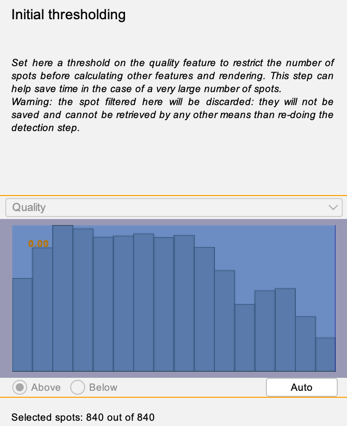 Initial thresholding
Set here a threshold on the quality feature to restrict the number of
spots before calculating other features and rendering. This step can
help save time in the case of a very large number of spots.
Warning: the spot filtered here will be discarded: they will not be
saved and cannot be retrieved by any other means than re-doing the
detection step.
Quality
0.00
Above Below Auto
Selected spots: 840 out of 840